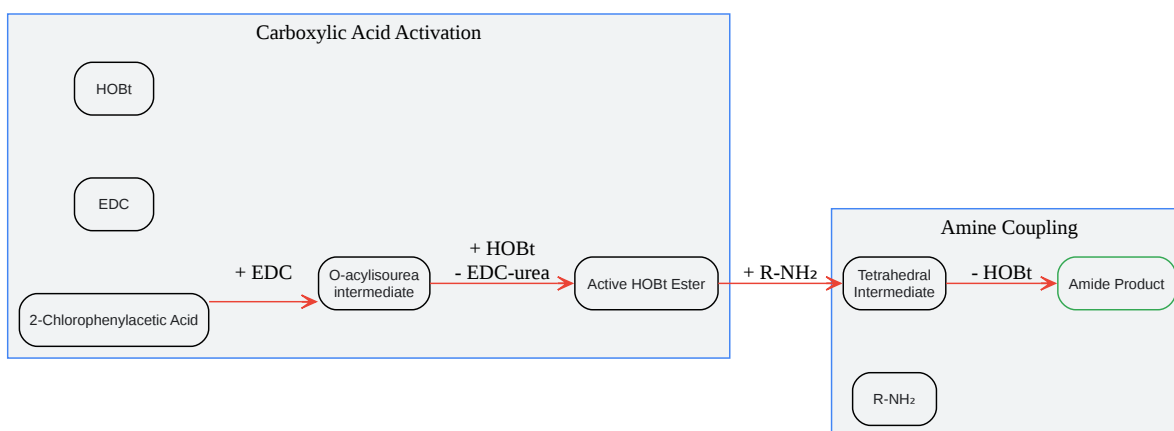 Carboxylic Acid Activation
HOBt
EDC
2-Chlorophenylacetic Acid
+ EDC
O-acylisourea
intermediate
+ HOBt
- EDC-urea
Active HOBt Ester
+ R-NH₂
Amine Coupling
Tetrahedral
Intermediate
- HOBt
Amide Product
R-NH₂